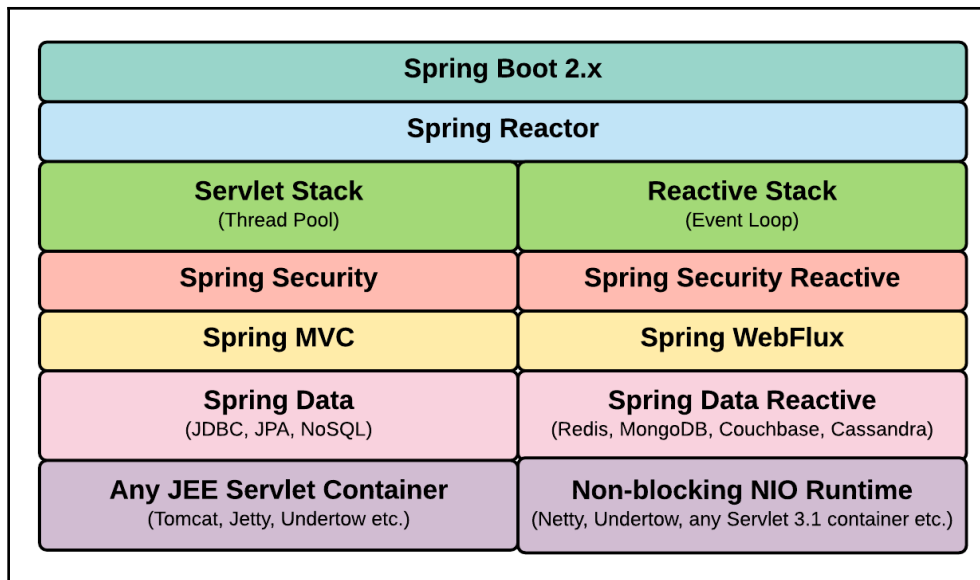 Spring Boot 2.x
Spring Reactor
Servlet Stack
(Thread Pool)
Reactive Stack
(Event Loop)
Spring Security
Spring Security Reactive
Spring MVC
Spring WebFlux
Spring Data
(JDBC, JPA, NoSQL)
Spring Data Reactive
(Redis, MongoDB, Couchbase, Cassandra)
Any JEE Servlet Container
(Tomcat, Jetty, Undertow etc.)
Non-blocking NIO Runtime
(Netty, Undertow, any Servlet 3.1 container etc.)